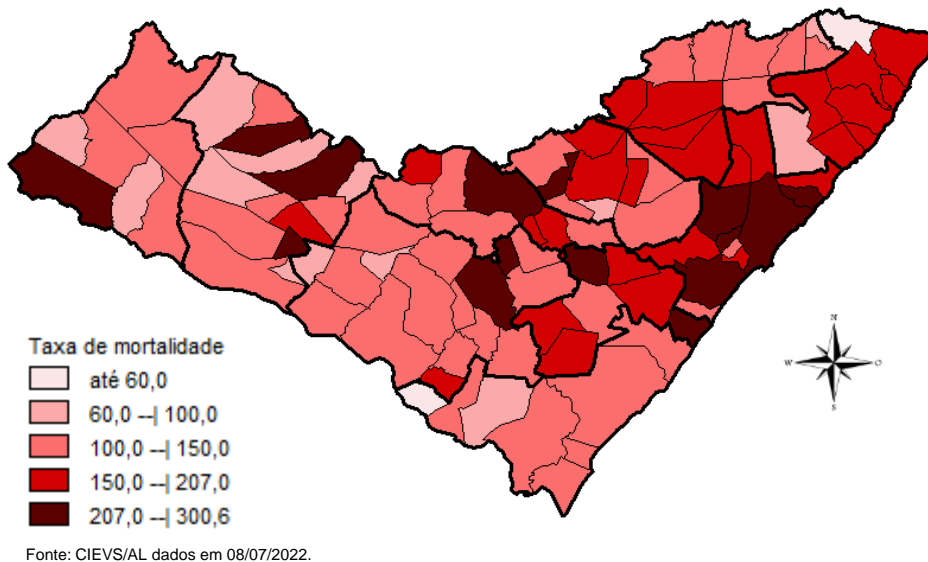 N
W
O
S
Taxa de mortalidade
até 60,0
60,0 --| 100,0
100,0 --| 150,0
150,0 --| 207,0
207,0 --| 300,6
Fonte: CIEVS/AL dados em 08/07/2022.